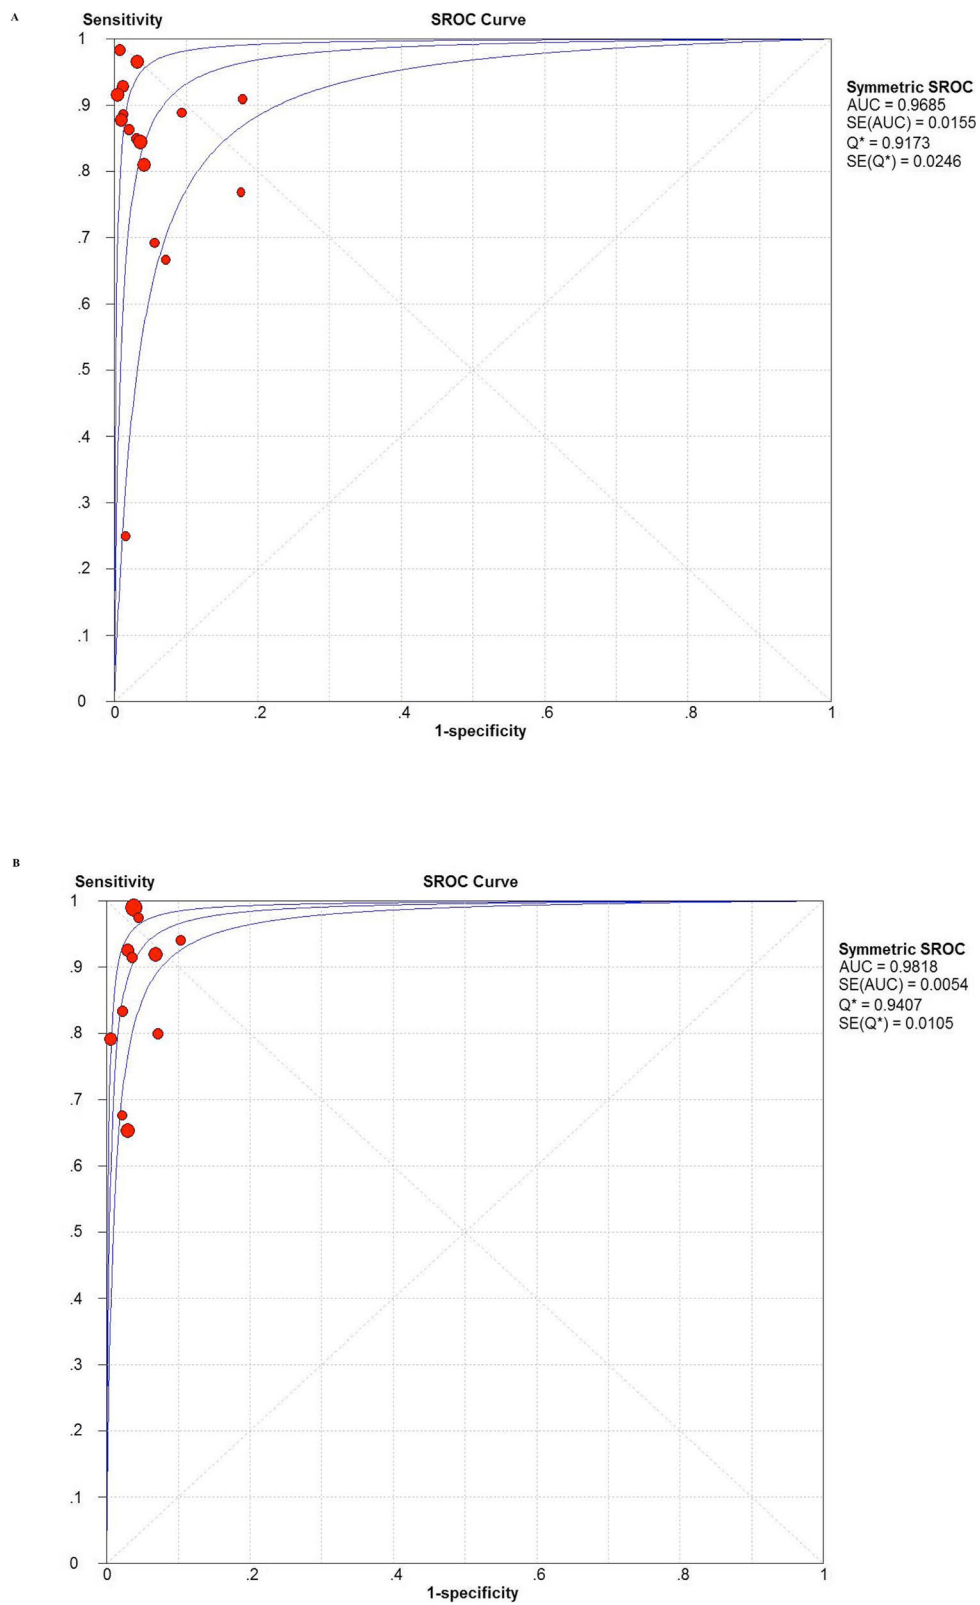 A
Sensitivity
SROC Curve
1
.9
.8
.7
.6
.5
.4
.3
.2
.1
0
0
.2
.4
.6
.8
1
1-specificity
Symmetric SROC
AUC = 0.9685
SE(AUC) = 0.0155
Q* = 0.9173
SE(Q*) = 0.0246
B
Sensitivity
SROC Curve
1
.9
.8
.7
.6
.5
.4
.3
.2
.1
0
0
.2
.4
.6
.8
1
1-specificity
Symmetric SROC
AUC = 0.9818
SE(AUC) = 0.0054
Q* = 0.9407
SE(Q*) = 0.0105